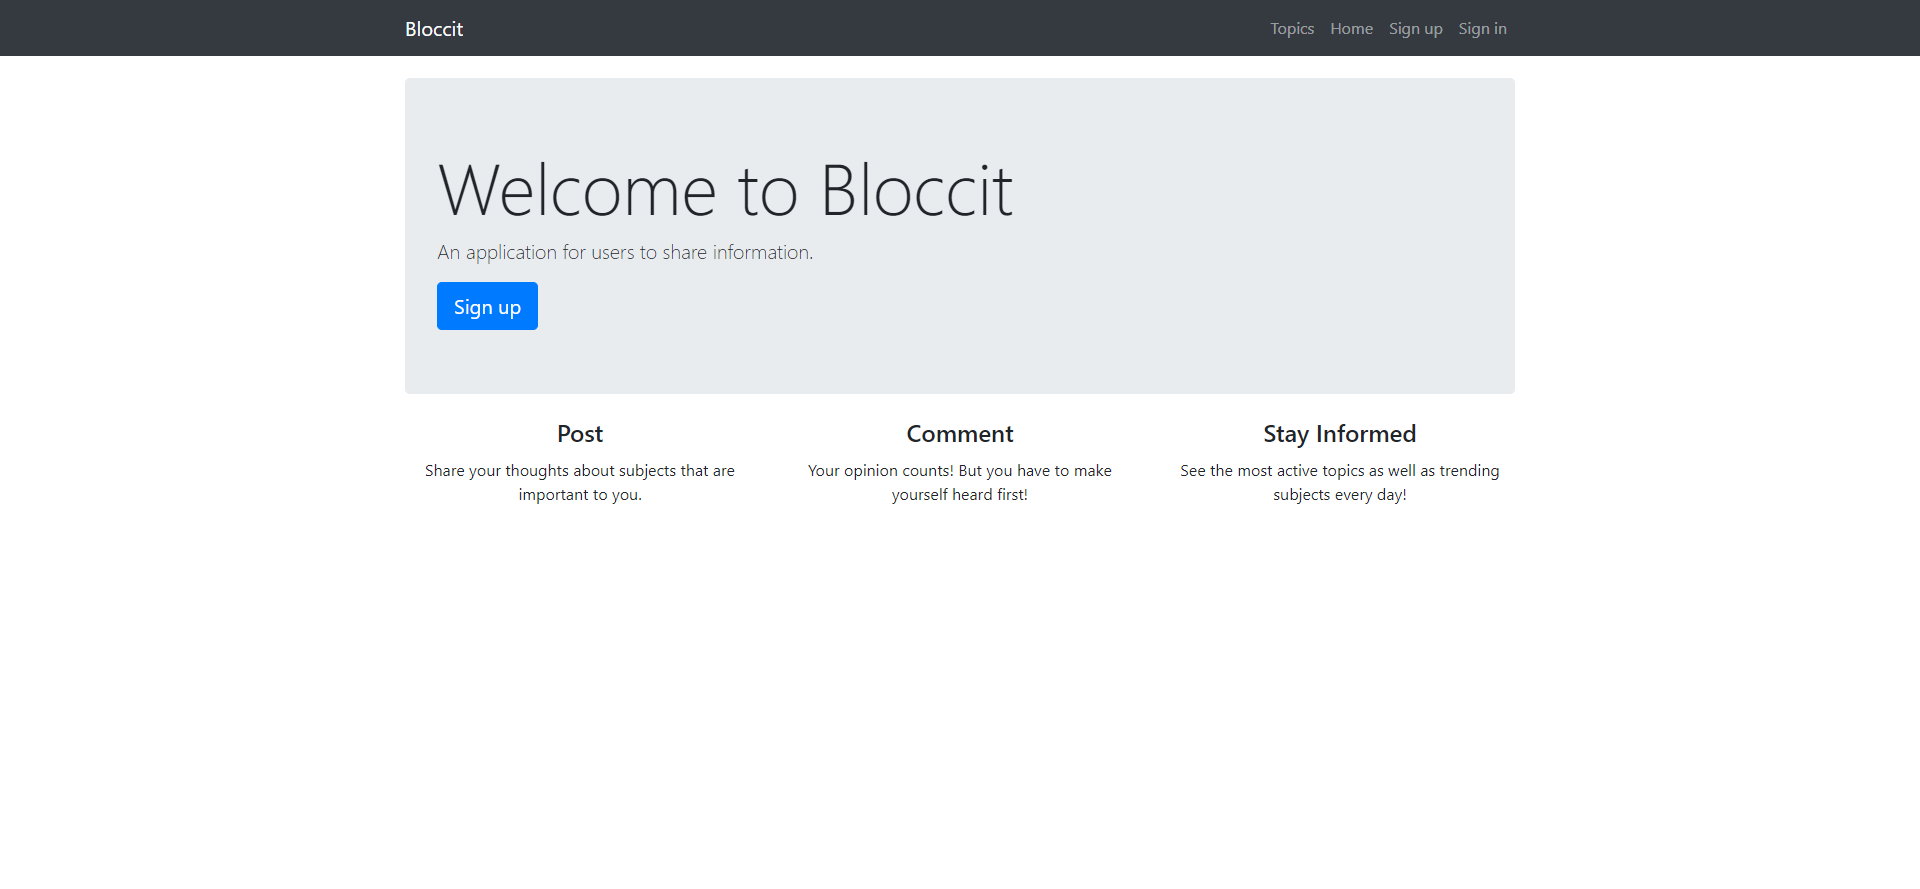 Bloccit
Topics Home Sign up Sign in
Welcome to Bloccit
An application for users to share information.
Sign up
Post
Share your thoughts about subjects that are
important to you.
Comment
Your opinion counts! But you have to make
yourself heard first!
Stay Informed
See the most active topics as well as trending
subjects every day!